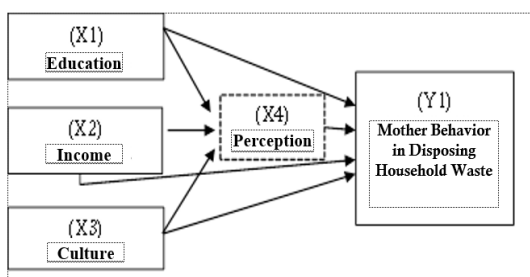 (X1)
Education
(X2)
Income
(X3)
Culture
(X4)
Perception
(Y1)
Mother Behavior
in Disposing
Household Waste